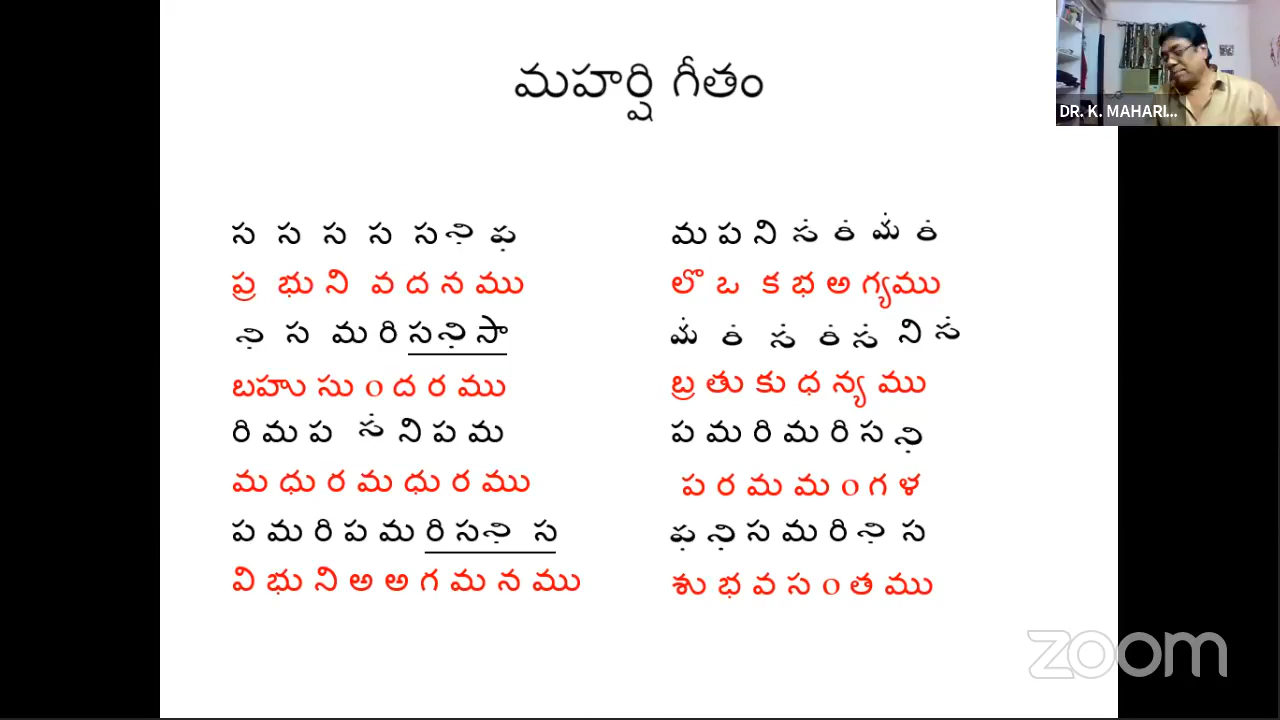 మహర్షి గీతం
DR. K. MAHARI...
స స స స సనిప
ప్ర భు ని వ ద న ము
ని స మ రి సనిసా
బహు సు ం ద ర ము
రి మ ప సં ని ప మ
మ ధు ర మ ధు ర ము
ప మ రి ప మ రి సని స
వి భు ని అ అ గ మ న ము
మ ప ని సં రిં మં రિં
లొ ఒ క భ అ గ్యము
మં రిં సં రిં సં ని సં
బ్ర తు కు ధ న్య ము
ప మ రి మ రి స ని
ప ర మ మ ం గ ళ
ప ని స మ రి ని స
శు భ వ స ం త ము
zoom